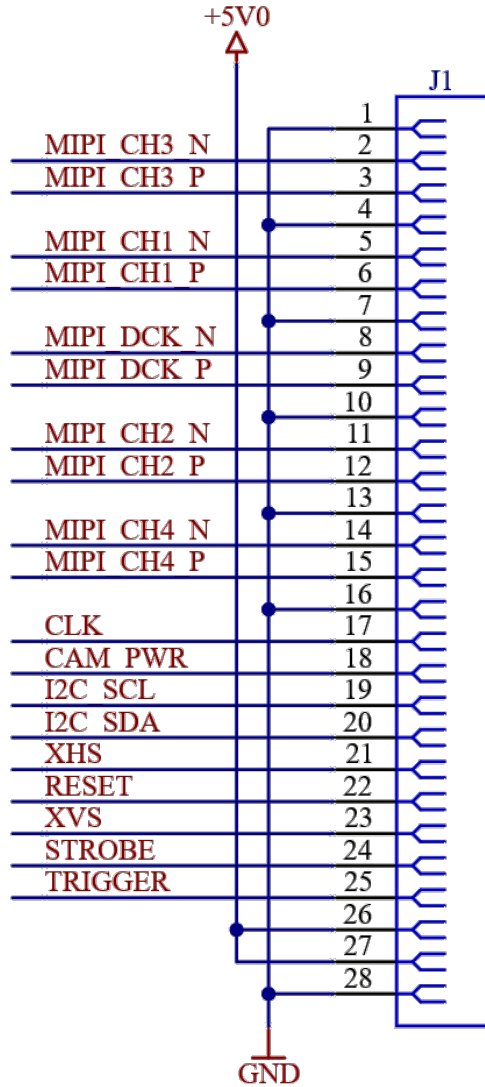 +5V0
J1
1
MIPI_CH3_N 2
MIPI_CH3_P 3
4
MIPI_CH1_N 5
MIPI_CH1_P 6
7
MIPI_DCK_N 8
MIPI_DCK_P 9
10
MIPI_CH2_N 11
MIPI_CH2_P 12
13
MIPI_CH4_N 14
MIPI_CH4_P 15
16
CLK 17
CAM_PWR 18
I2C_SCL 19
I2C_SDA 20
XHS 21
RESET 22
XVS 23
STROBE 24
TRIGGER 25
26
27
28
GND